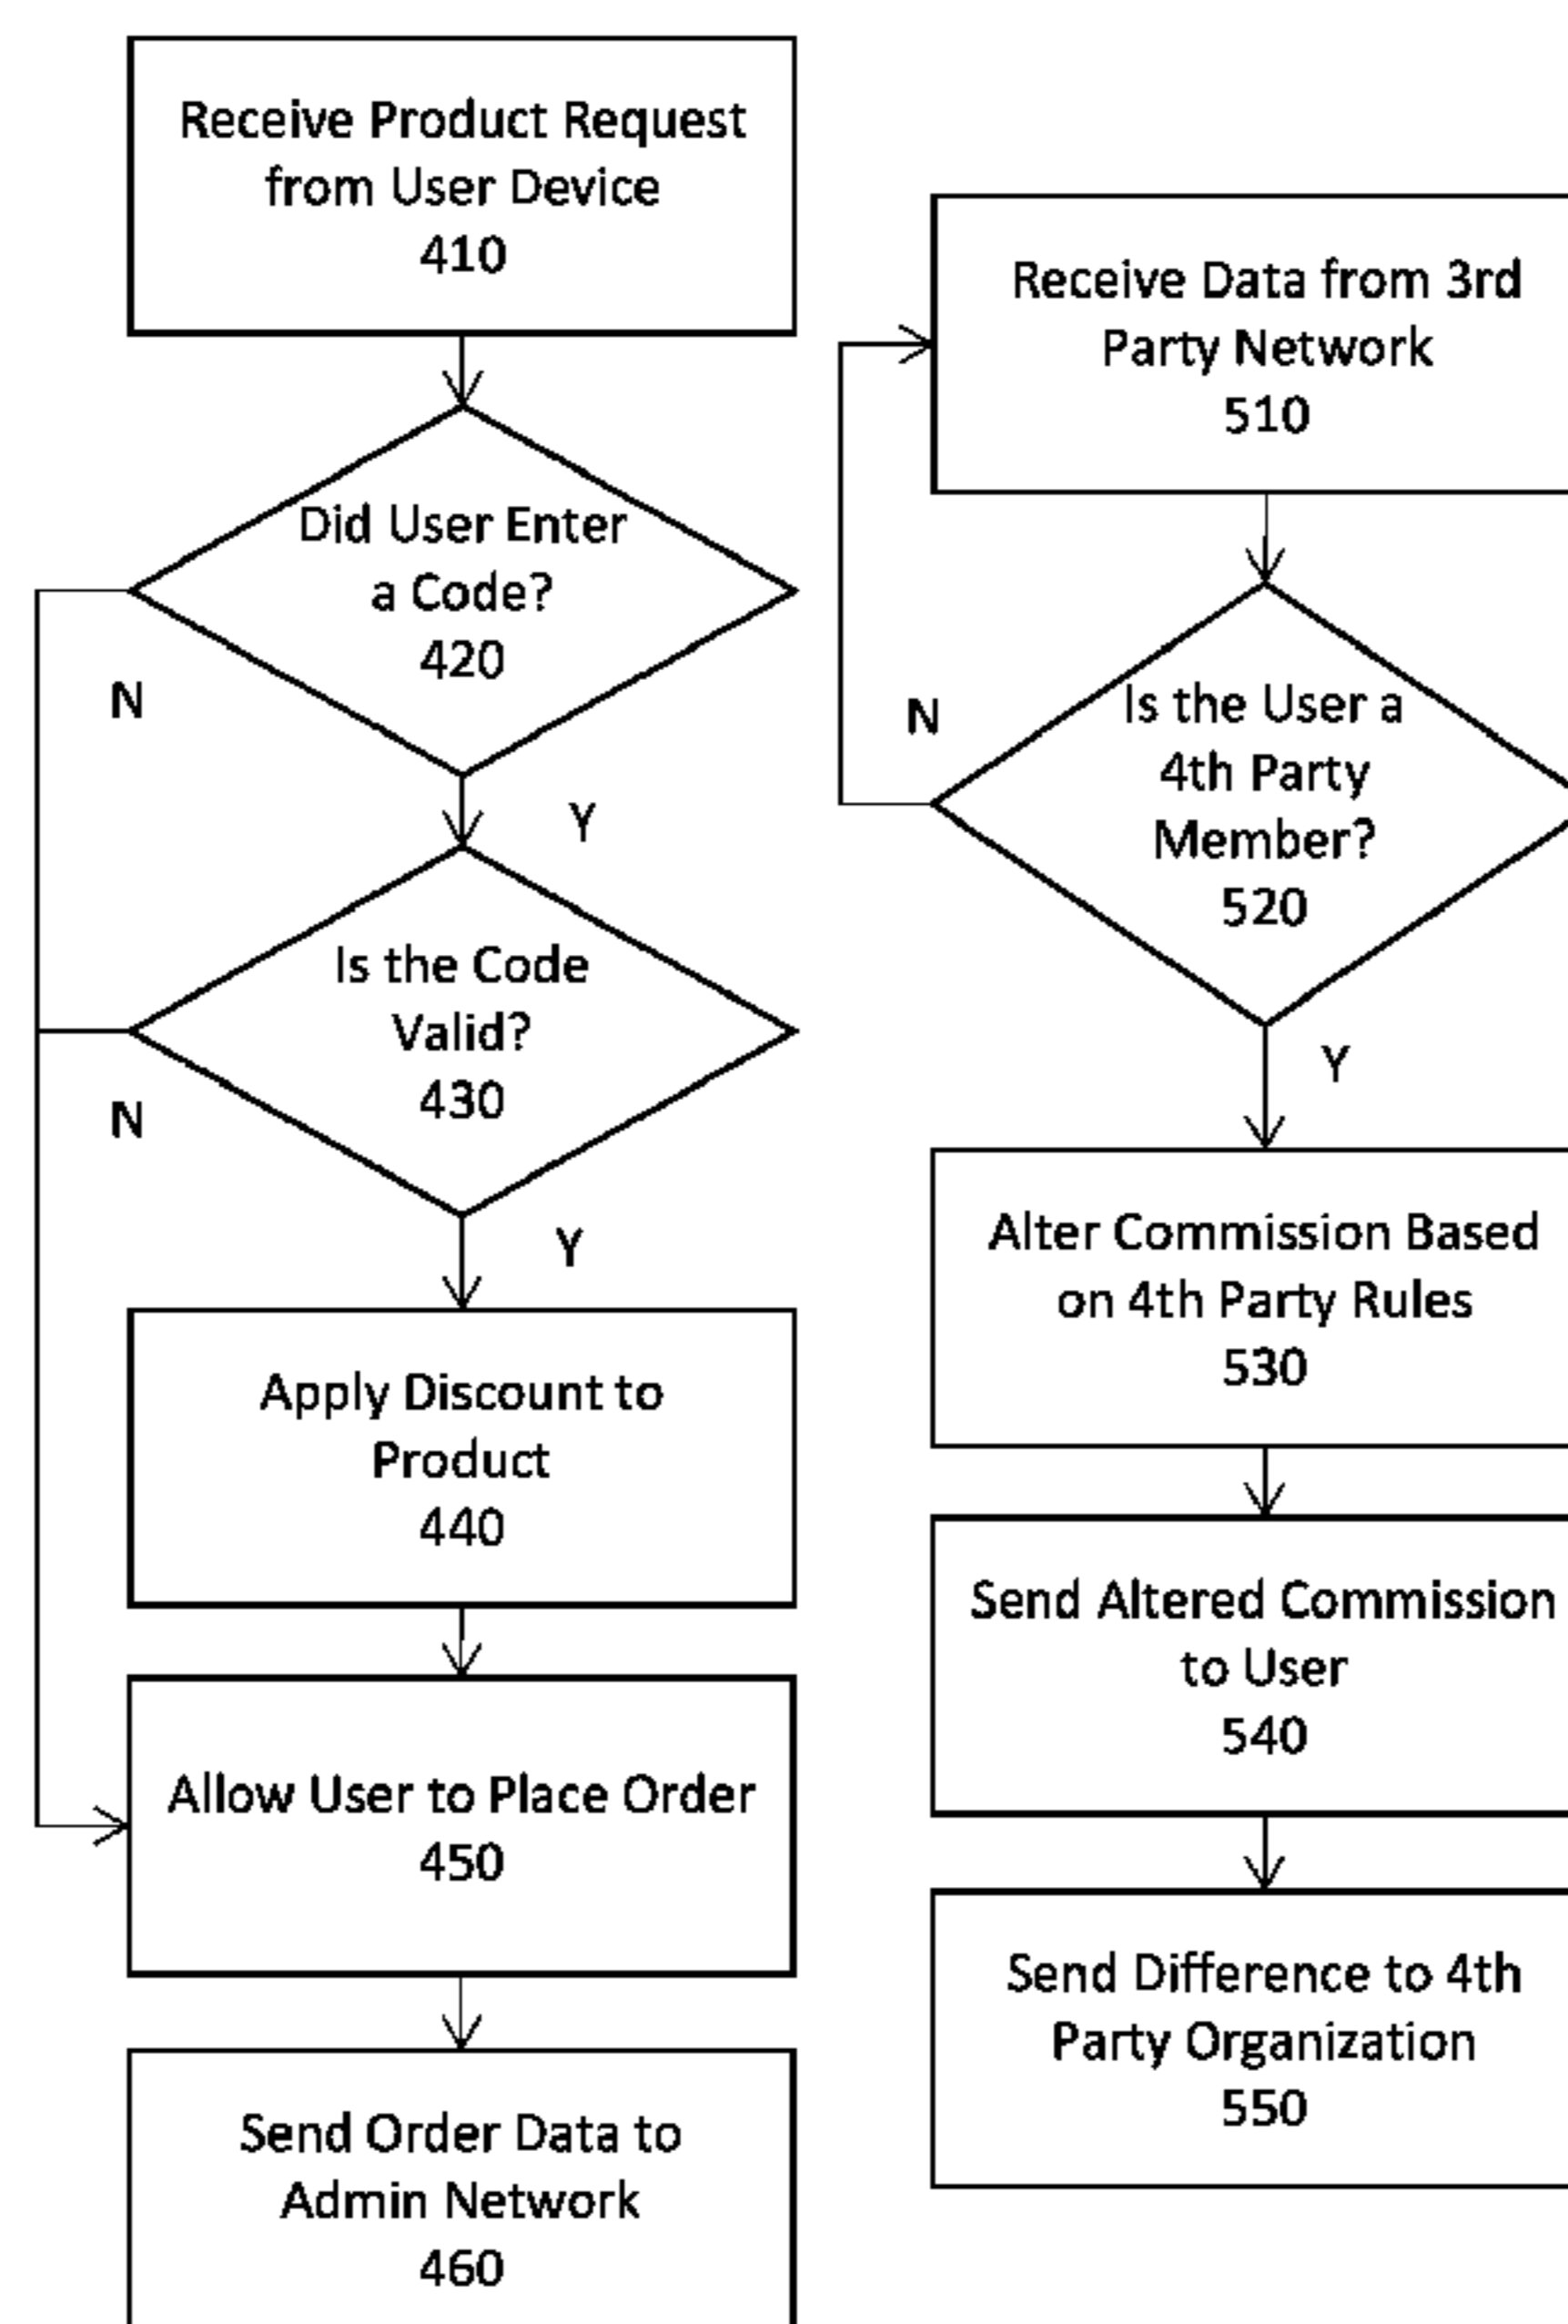 Receive Product Request
from User Device
410
Did User Enter
a Code?
420
N
Y
Is the Code
Valid?
430
N
Y
Apply Discount to
Product
440
Allow User to Place Order
450
Send Order Data to
Admin Network
460
Receive Data from 3rd
Party Network
510
Is the User a
4th Party
Member?
520
N
Y
Alter Commission Based
on 4th Party Rules
530
Send Altered Commission
to User
540
Send Difference to 4th
Party Organization
550